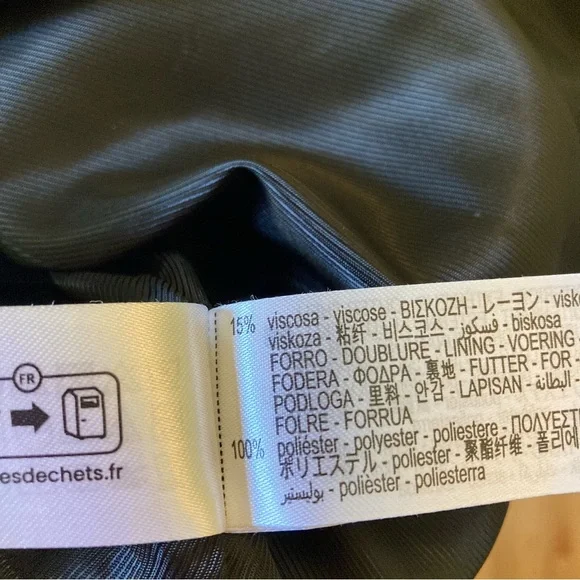 FR
esdechets.fr
15% viscosa - viscose - ΒΙΣΚΟΖΗ - レーヨン - visk
viskoza - 粘纤 - 비스코스 - فسكوز - biskosa
FORRO - DOUBLURE - LINING - VOERING -
FODERA - ΦΟΔΡΑ - 裏地 - FUTTER - FOR -
PODLOGA - 里料 - 안감 - LAPISAN - البطانة -
FOLRE - FORRUA
100% poliéster - polyester - poliestere - ΠΟΛΥΕΣΤ
ポリエステル - poliester - 聚酯纤维 - 폴리에
بوليستير - polièster - poliesterra